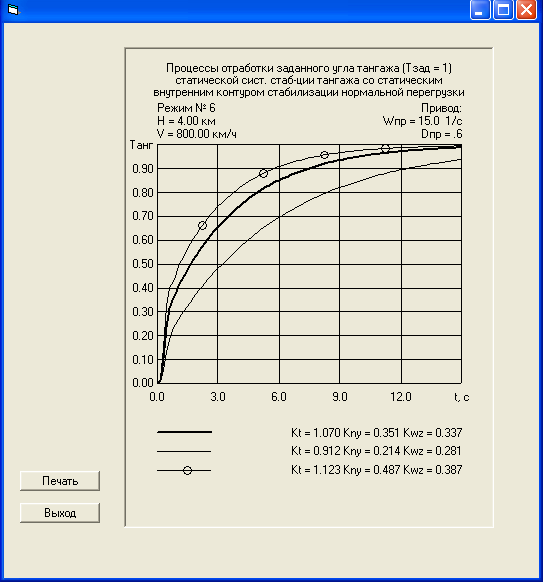 Процессы отработки заданного угла тангажа (Тзад = 1)
статической сист. стаб-ции тангажа со статическим
внутренним контуром стабилизации нормальной перегрузки
Режим № 6 Привод:
H = 4.00 км Wпр = 15.0 1/с
V = 800.00 км/ч Dпр = .6
Танг
0.90
0.80
0.70
0.60
0.50
0.40
0.30
0.20
0.10
0.00
0.0 3.0 6.0 9.0 12.0 t, c
Kt = 1.070 Kny = 0.351 Kwz = 0.337
Kt = 0.912 Kny = 0.214 Kwz = 0.281
Kt = 1.123 Kny = 0.487 Kwz = 0.387
Печать
Выход